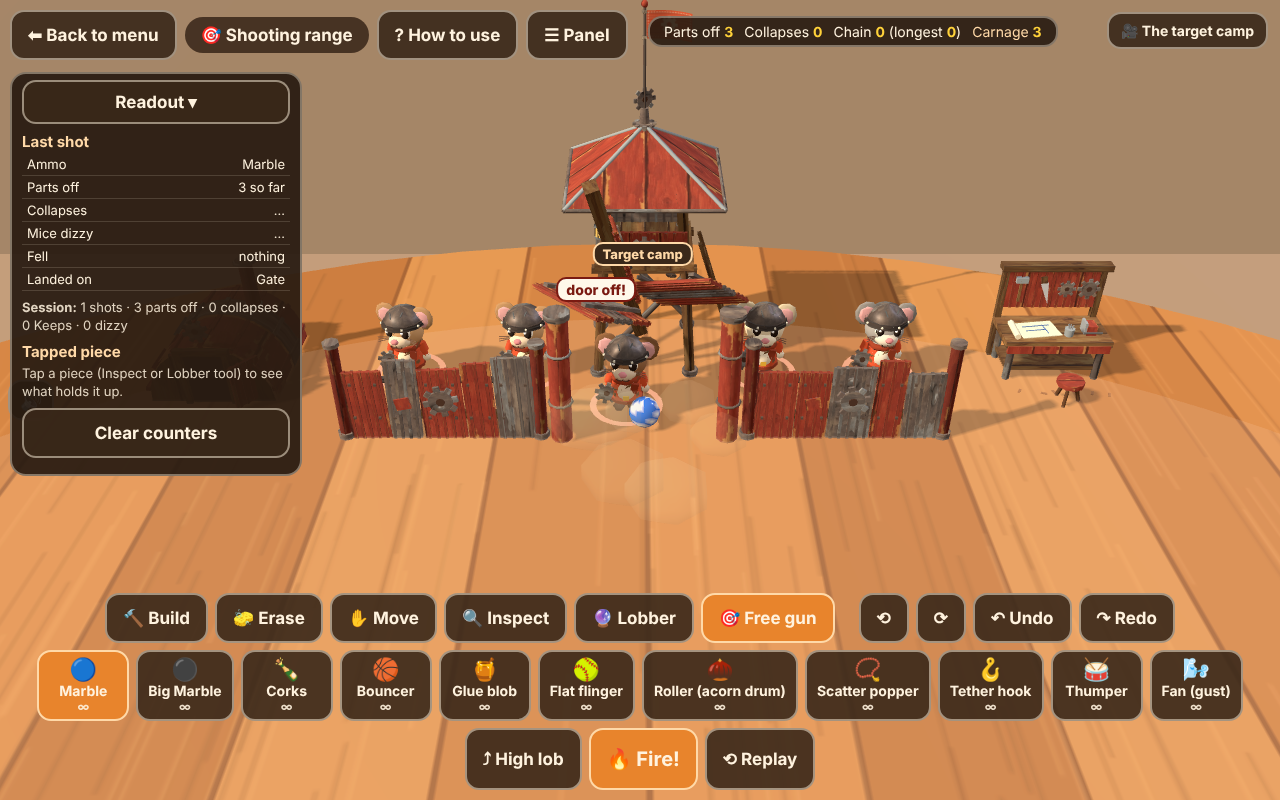 ⬅ Back to menu
🎯 Shooting range
? How to use
☰ Panel
Parts off 3 Collapses 0 Chain 0 (longest 0) Carnage 3
🎥 The target camp
Readout ▾
Last shot
Ammo Marble
Parts off 3 so far
Collapses ...
Mice dizzy ...
Fell nothing
Landed on Gate
Session: 1 shots · 3 parts off · 0 collapses ·
0 Keeps · 0 dizzy
Tapped piece
Tap a piece (Inspect or Lobber tool) to see
what holds it up.
Clear counters
Target camp
door off!
🔨 Build
🧽 Erase
✋ Move
🔍 Inspect
🔮 Lobber
🎯 Free gun
⟲
⟳
↶ Undo
↷ Redo
Marble
∞
Big Marble
∞
Corks
∞
Bouncer
∞
Glue blob
∞
Flat flinger
∞
Roller (acorn drum)
∞
Scatter popper
∞
Tether hook
∞
Thumper
∞
Fan (gust)
∞
⤴ High lob
🔥 Fire!
⟲ Replay